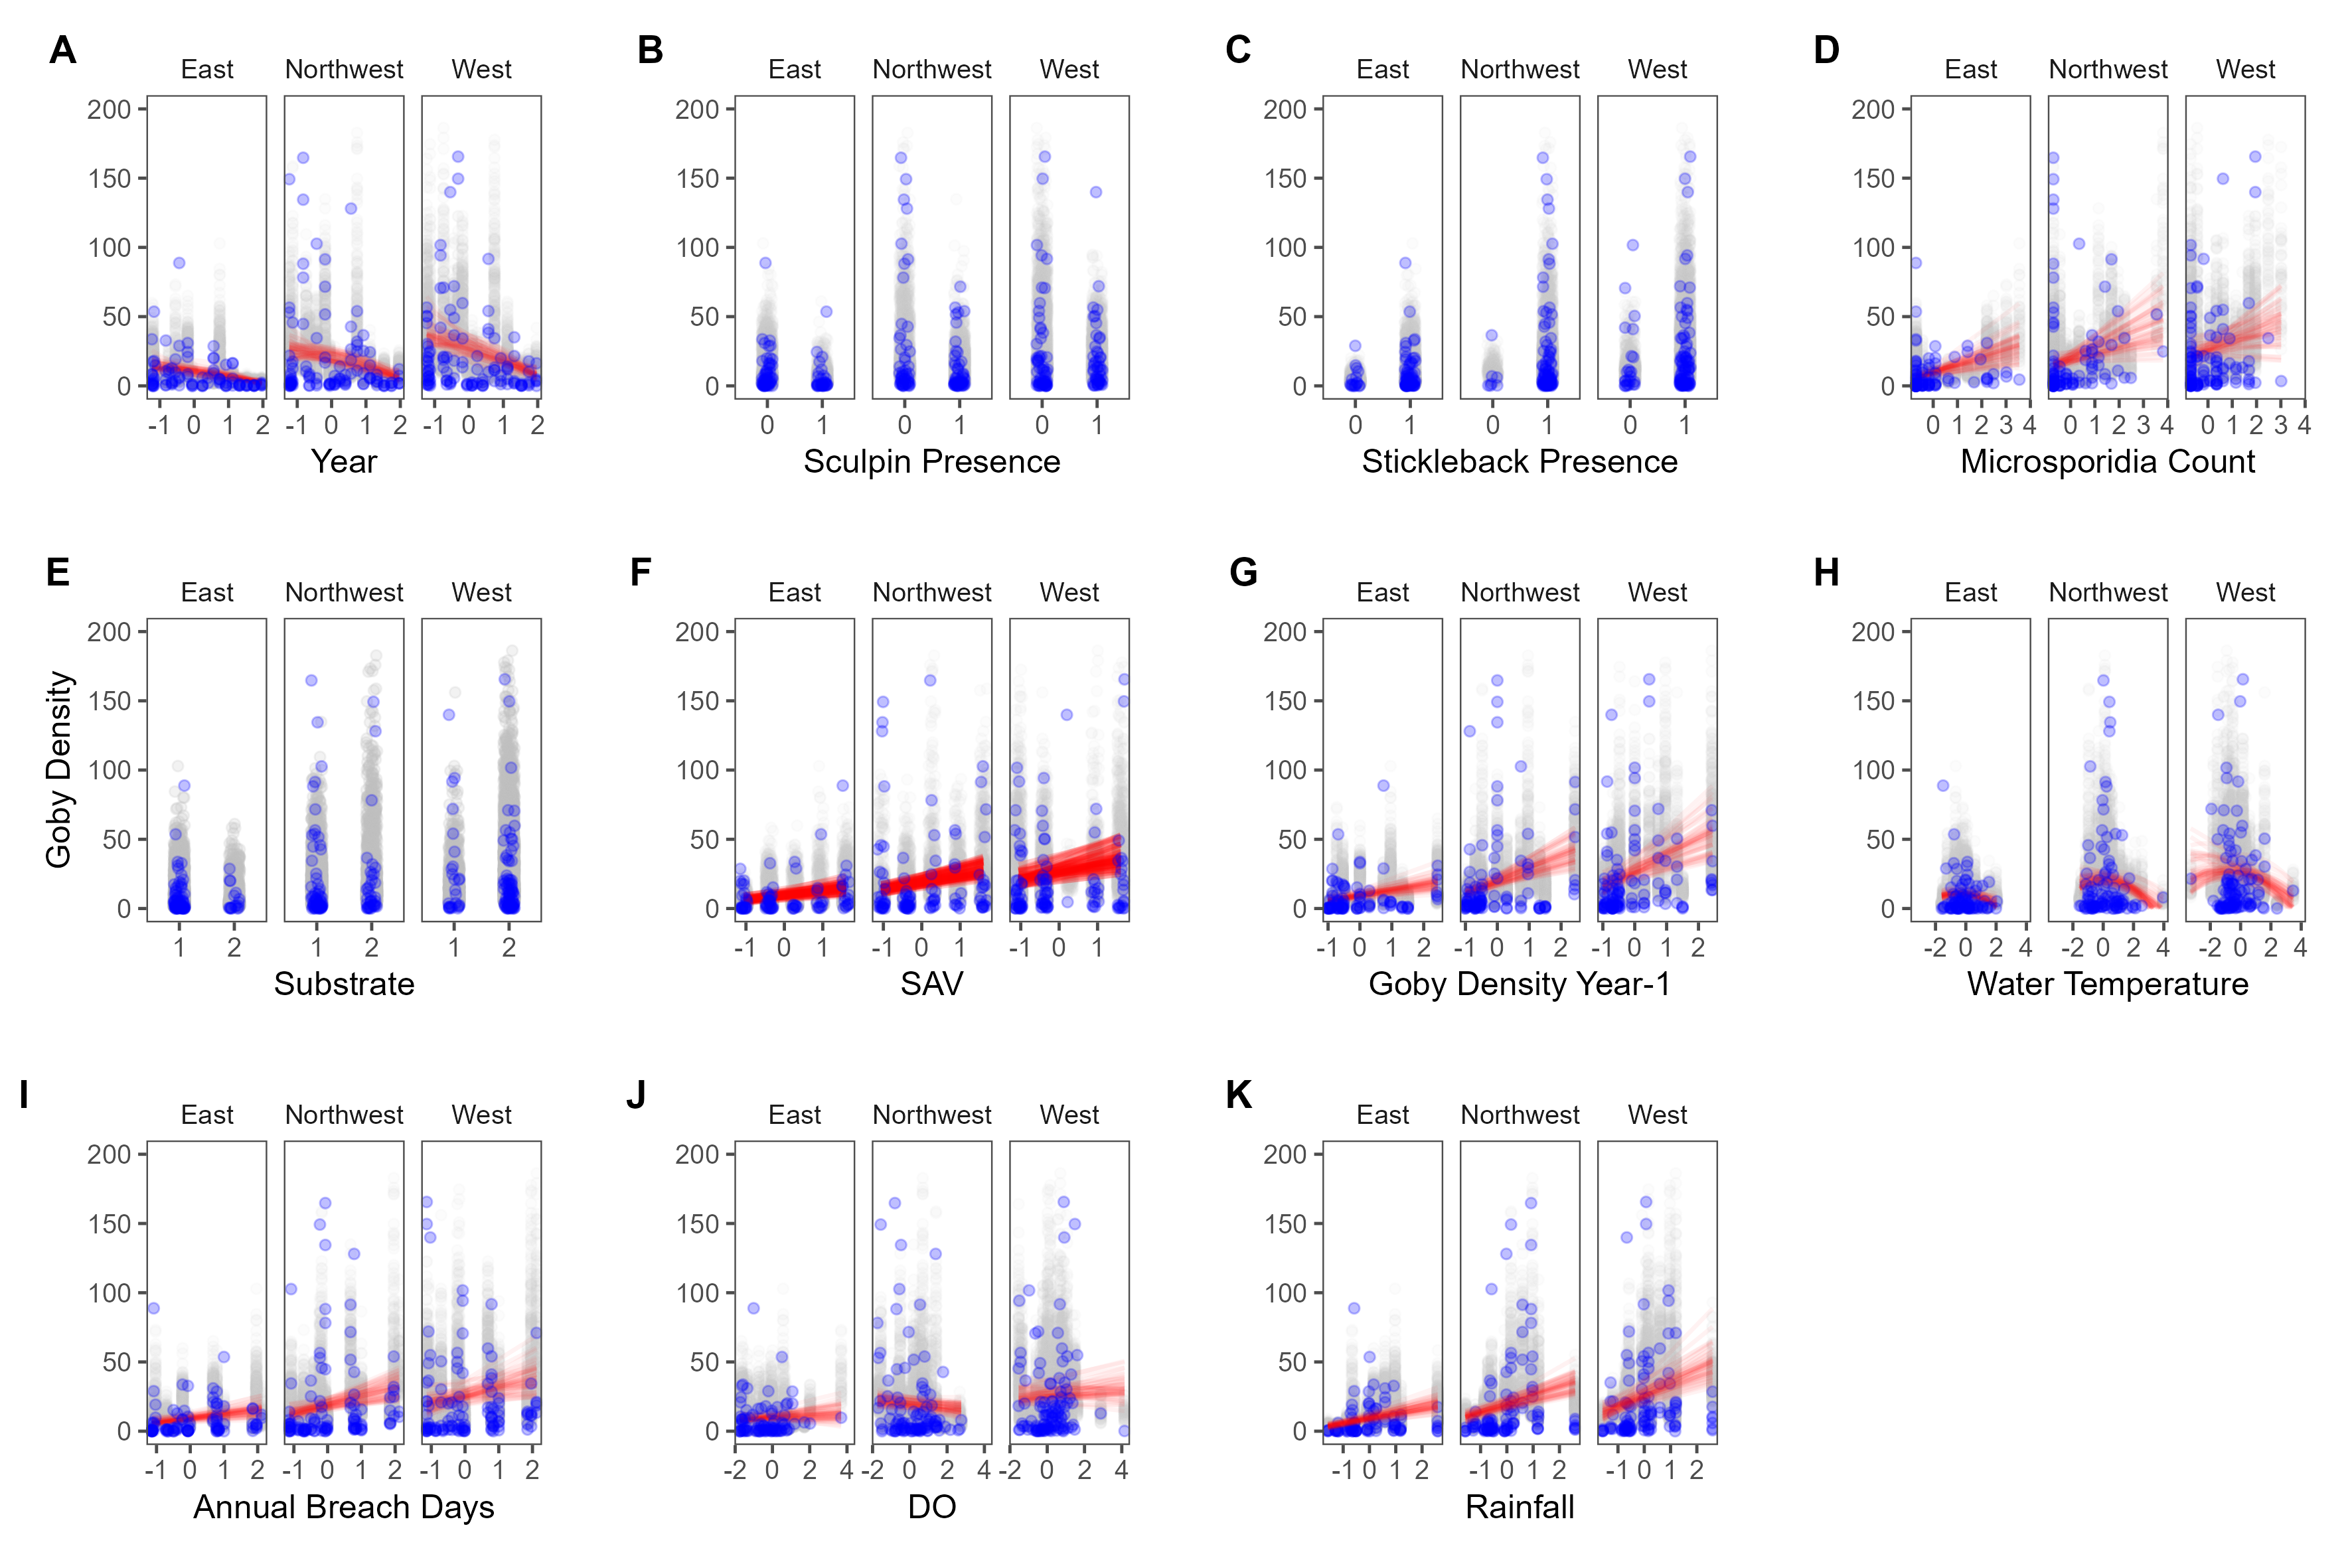 A B C D
East Northwest West East Northwest West East Northwest West East Northwest West
200 200 200 200
150 150 150 150
100 100 100 100
50 50 50 50
0 0 0 0
-1 0 1 2 -1 0 1 2 -1 0 1 2 0 1 0 1 0 1 0 1 0 1 0 1 0 1 2 3 4 0 1 2 3 4 0 1 2 3 4
Year Sculpin Presence Stickleback Presence Microsporidia Count
E F G H
East Northwest West East Northwest West East Northwest West East Northwest West
Goby Density
200 200 200 200
150 150 150 150
100 100 100 100
50 50 50 50
0 0 0 0
1 2 1 2 1 2 -1 0 1 -1 0 1 -1 0 1 -1 0 1 2 -1 0 1 2 -1 0 1 2 -2 0 2 4 -2 0 2 4 -2 0 2 4
Substrate SAV Goby Density Year-1 Water Temperature
I J K
East Northwest West East Northwest West East Northwest West
200 200 200
150 150 150
100 100 100
50 50 50
0 0 0
-1 0 1 2 -1 0 1 2 -1 0 1 2 -2 0 2 4 -2 0 2 4 -2 0 2 4 -1 0 1 2 -1 0 1 2 -1 0 1 2
Annual Breach Days DO Rainfall